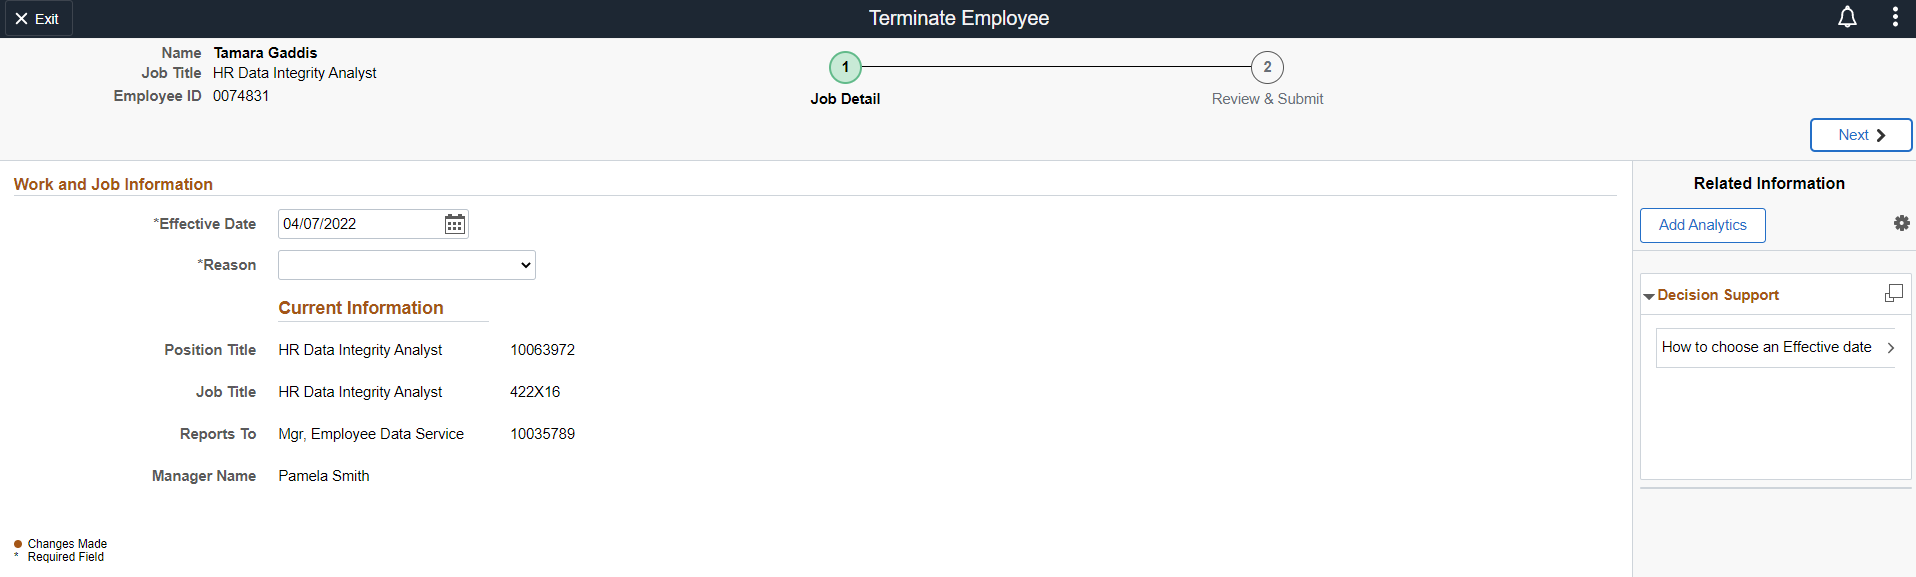 Exit
Terminate Employee
Name Tamara Gaddis
Job Title HR Data Integrity Analyst
Employee ID 0074831
1
Job Detail
2
Review & Submit
Next
Work and Job Information
*Effective Date 04/07/2022
*Reason
Current Information
Position Title HR Data Integrity Analyst 10063972
Job Title HR Data Integrity Analyst 422X16
Reports To Mgr, Employee Data Service 10035789
Manager Name Pamela Smith
Changes Made
* Required Field
Related Information
Add Analytics
Decision Support
How to choose an Effective date